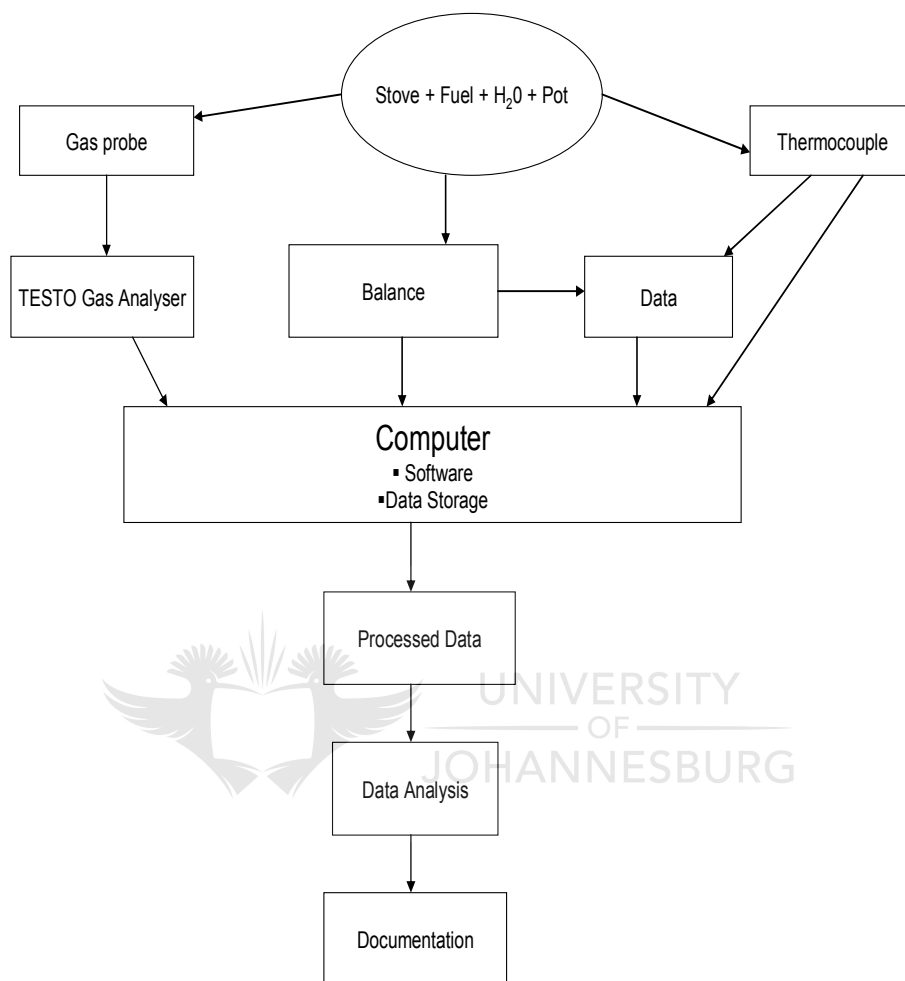 Stove + Fuel + H₂0 + Pot
Gas probe
Thermocouple
TESTO Gas Analyser
Balance
Data
Computer
▪ Software
▪Data Storage
Processed Data
UNIVERSITY
OF
JOHANNESBURG
Data Analysis
Documentation